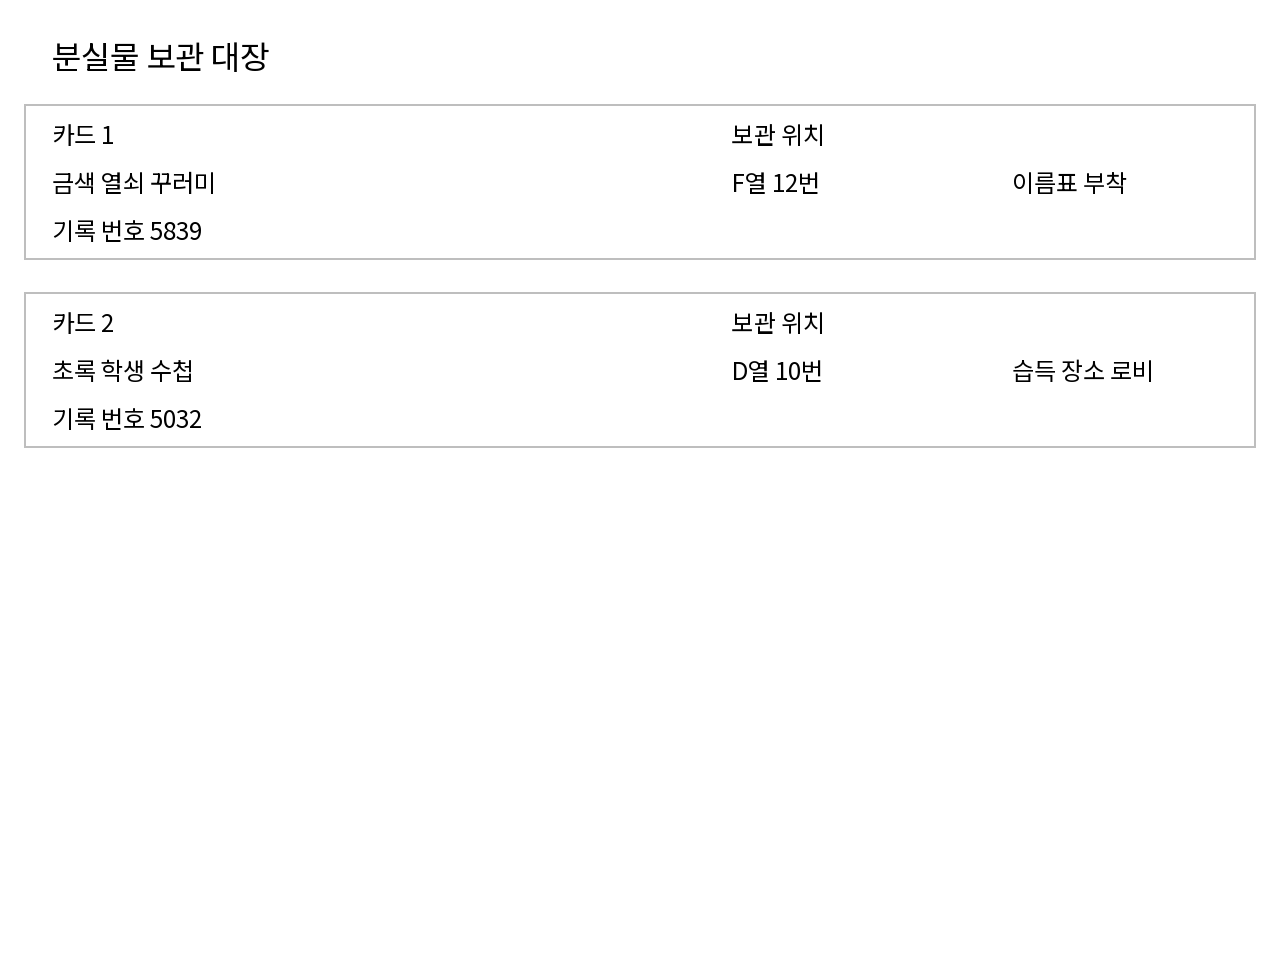 분실물 보관 대장
카드 1 보관 위치
금색 열쇠 꾸러미 F열 12번 이름표 부착
기록 번호 5839
카드 2 보관 위치
초록 학생 수첩 D열 10번 습득 장소 로비
기록 번호 5032